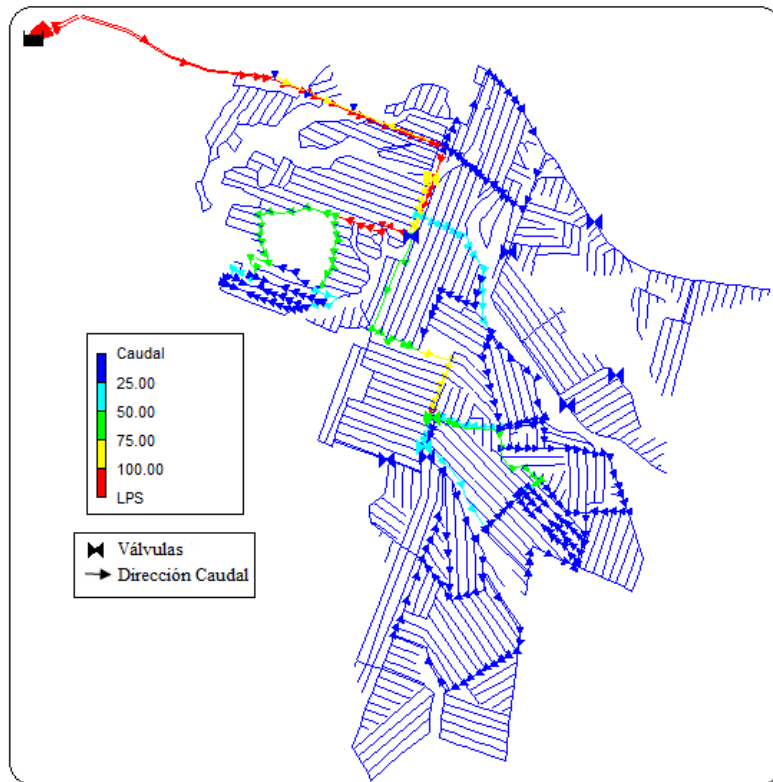 Caudal
25.00
50.00
75.00
100.00
LPS
Válvulas
Dirección Caudal